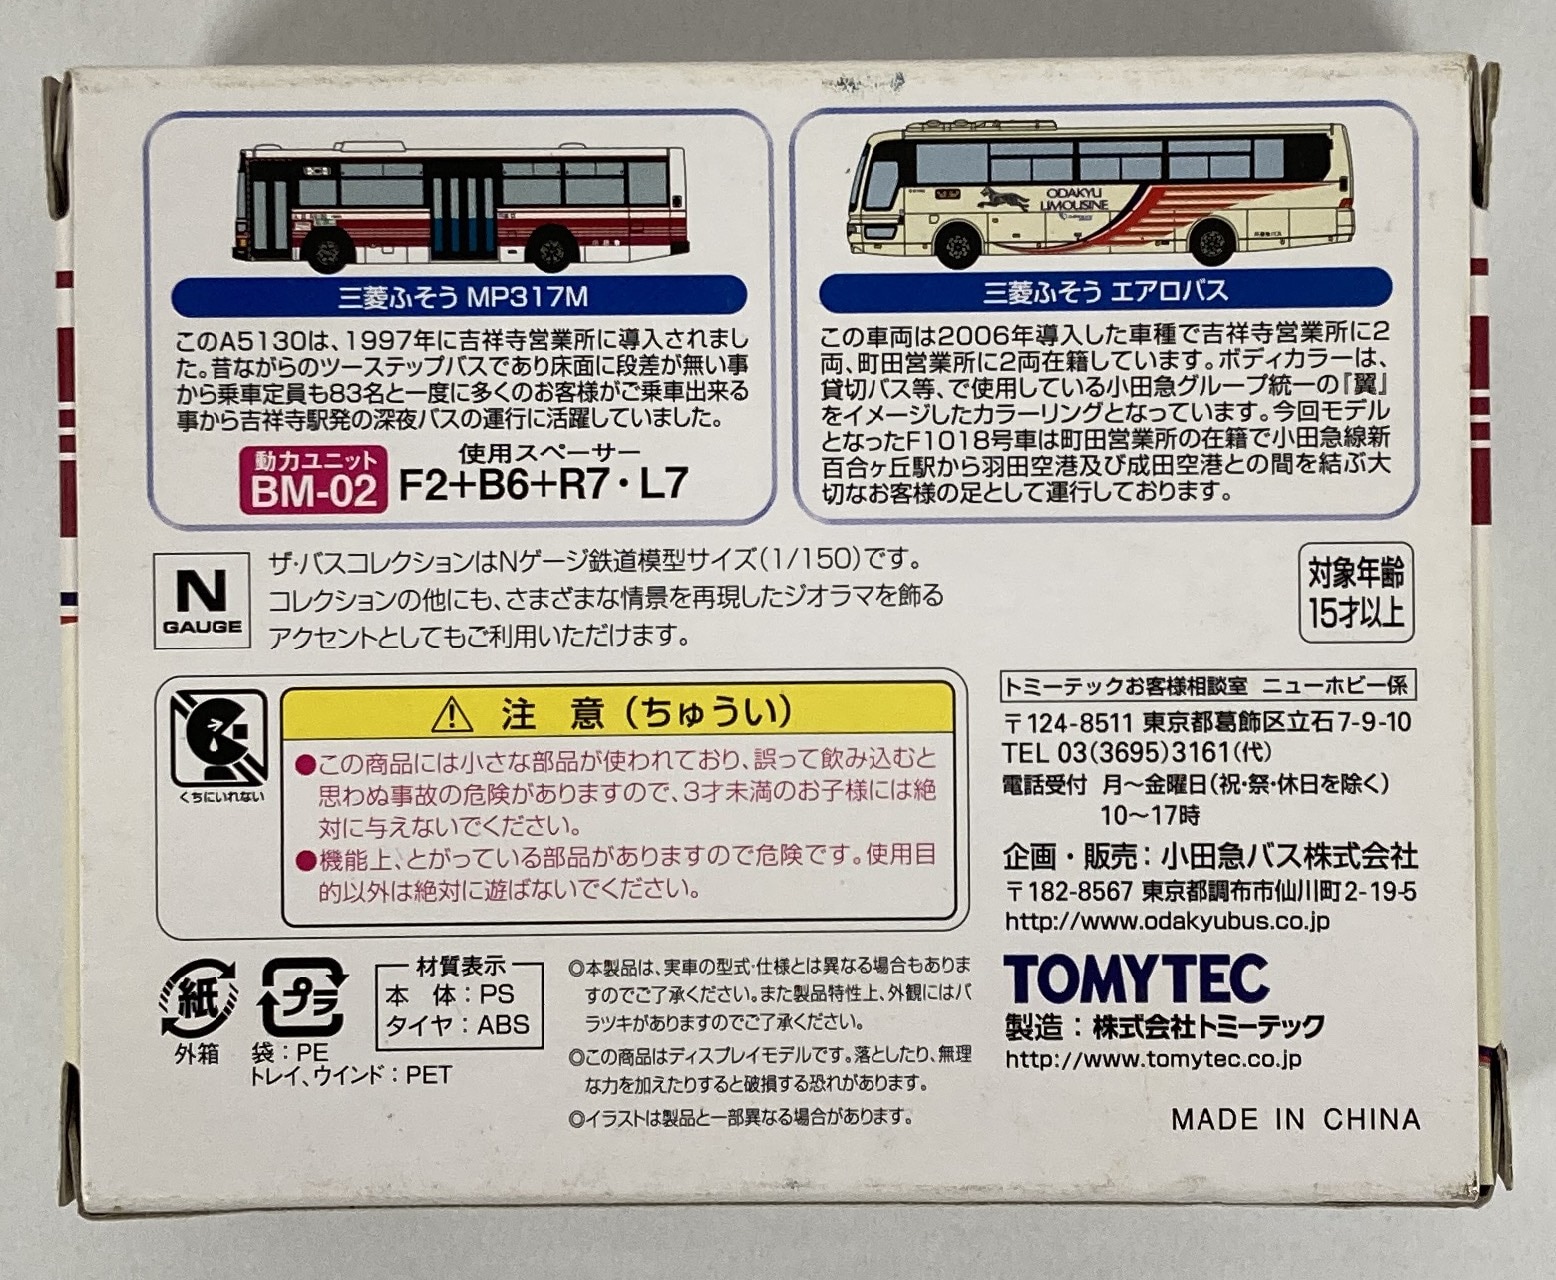 ODAKYU
LIMOUSINE
三菱ふそう MP317M
このA5130は、1997年に吉祥寺営業所に導入されまし
た。昔ながらのツーステップバスであり床面に段差が無い事
から乗車定員も83名と一度に多くのお客様がご乗車出来る
事から吉祥寺駅発の深夜バスの運行に活躍していました。
動力ユニット
BM-02
使用スペーサー
F2+B6+R7・L7
三菱ふそう エアロバス
この車両は2006年導入した車種で吉祥寺営業所に2
両、町田営業所に2両在籍しています。ボディカラーは、
貸切バス等、で使用している小田急グループ統一の『翼』
をイメージしたカラーリングとなっています。今回モデル
となったF1018号車は町田営業所の在籍で小田急線新
百合ヶ丘駅から羽田空港及び成田空港との間を結ぶ大
切なお客様の足として運行しております。
N
GAUGE
ザ・バスコレクションはNゲージ鉄道模型サイズ(1/150)です。
コレクションの他にも、さまざまな情景を再現したジオラマを飾る
アクセントとしてもご利用いただけます。
対象年齢
15才以上
くちにいれない
注 意（ちゅうい）
●この商品には小さな部品が使われており、誤って飲み込むと
思わぬ事故の危険がありますので、3才未満のお子様には絶
対に与えないでください。
●機能上、とがっている部品がありますので危険です。使用目
的以外は絶対に遊ばないでください。
トミーテックお客様相談室 ニューホビー係
〒124-8511 東京都葛飾区立石7-9-10
TEL 03(3695)3161(代)
電話受付 月～金曜日(祝・祭・休日を除く)
10～17時
企画・販売：小田急バス株式会社
〒182-8567 東京都調布市仙川町2-19-5
http://www.odakyubus.co.jp
TOMYTEC
製造：株式会社トミーテック
http://www.tomytec.co.jp
MADE IN CHINA
紙
外箱
プラ
袋：PE
トレイ、ウインド：PET
材質表示
本 体：PS
タイヤ：ABS
◎本製品は、実車の型式・仕様とは異なる場合もありま
すのでご了承ください。また製品特性上、外観にはバ
ラツキがありますのでご了承ください。
◎この商品はディスプレイモデルです。落としたり、無理
な力を加えたりすると破損する恐れがあります。
◎イラストは製品と一部異なる場合があります。